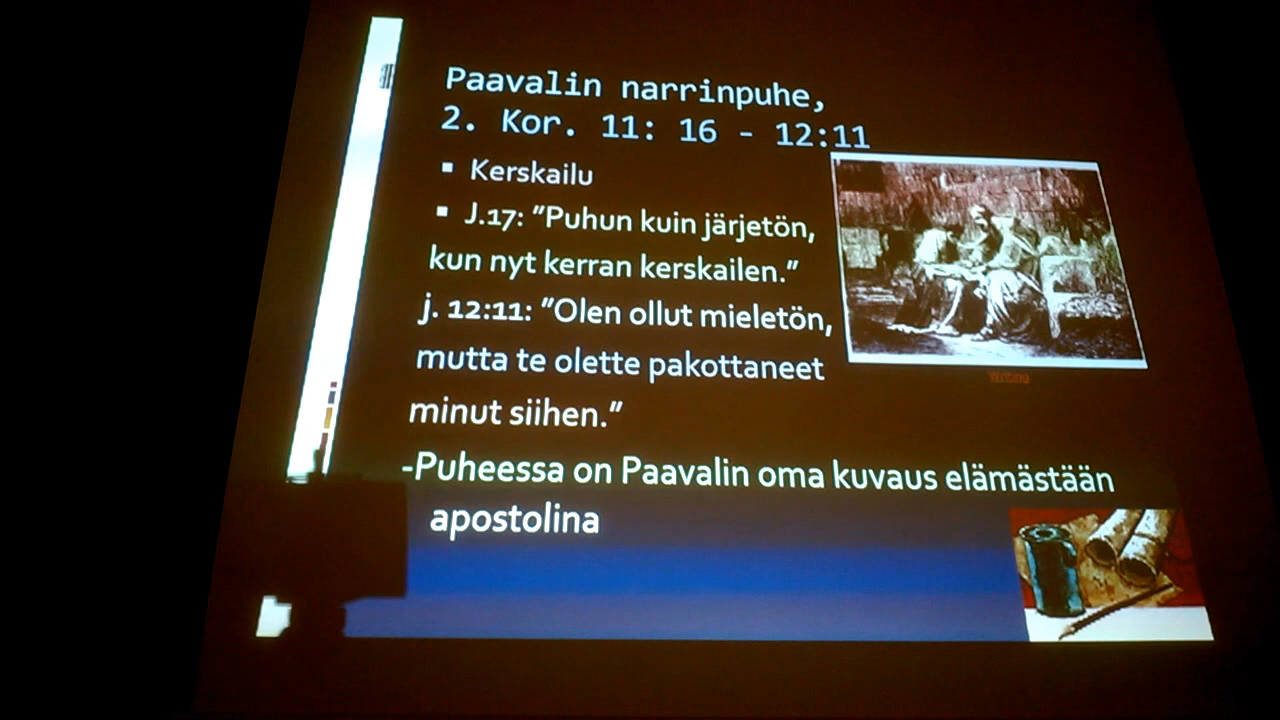 Paavalin narrinpuhe,
2. Kor. 11: 16 - 12:11
▪ Kerskailu
▪ J.17: ”Puhun kuin järjetön,
kun nyt kerran kerskailen.”
j. 12:11: ”Olen ollut mieletön,
mutta te olette pakottaneet
minut siihen.”
-Puheessa on Paavalin oma kuvaus elämästään
apostolina